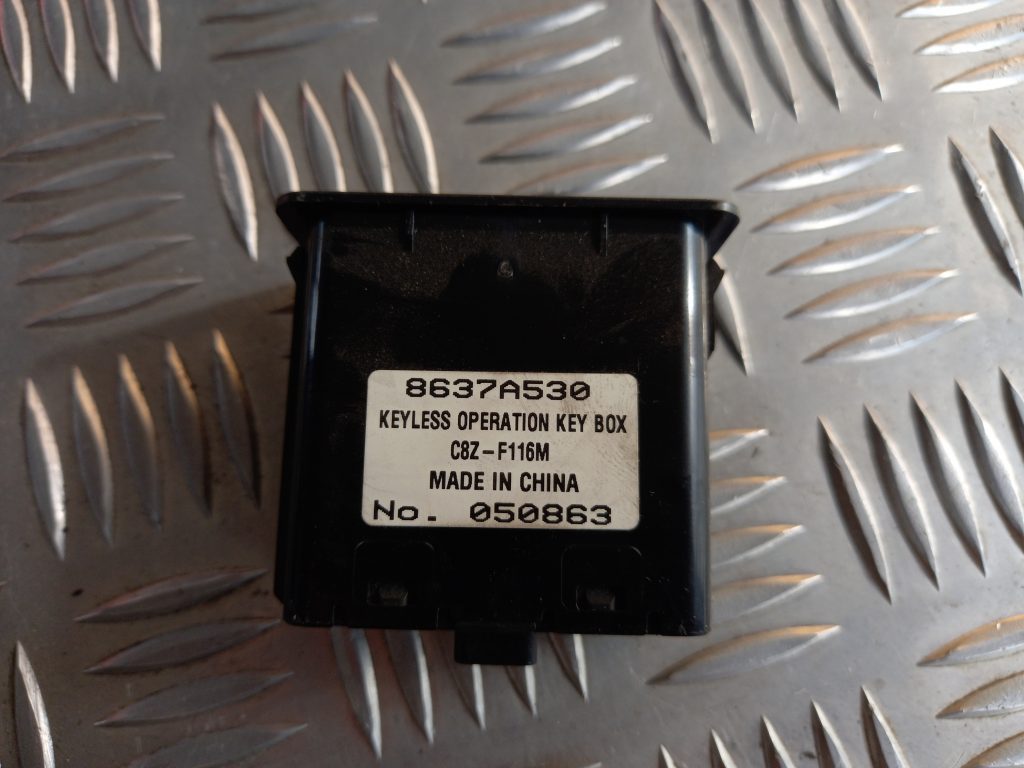 8637A530
KEYLESS OPERATION KEY BOX
C8Z-F116M
MADE IN CHINA
No. 050863